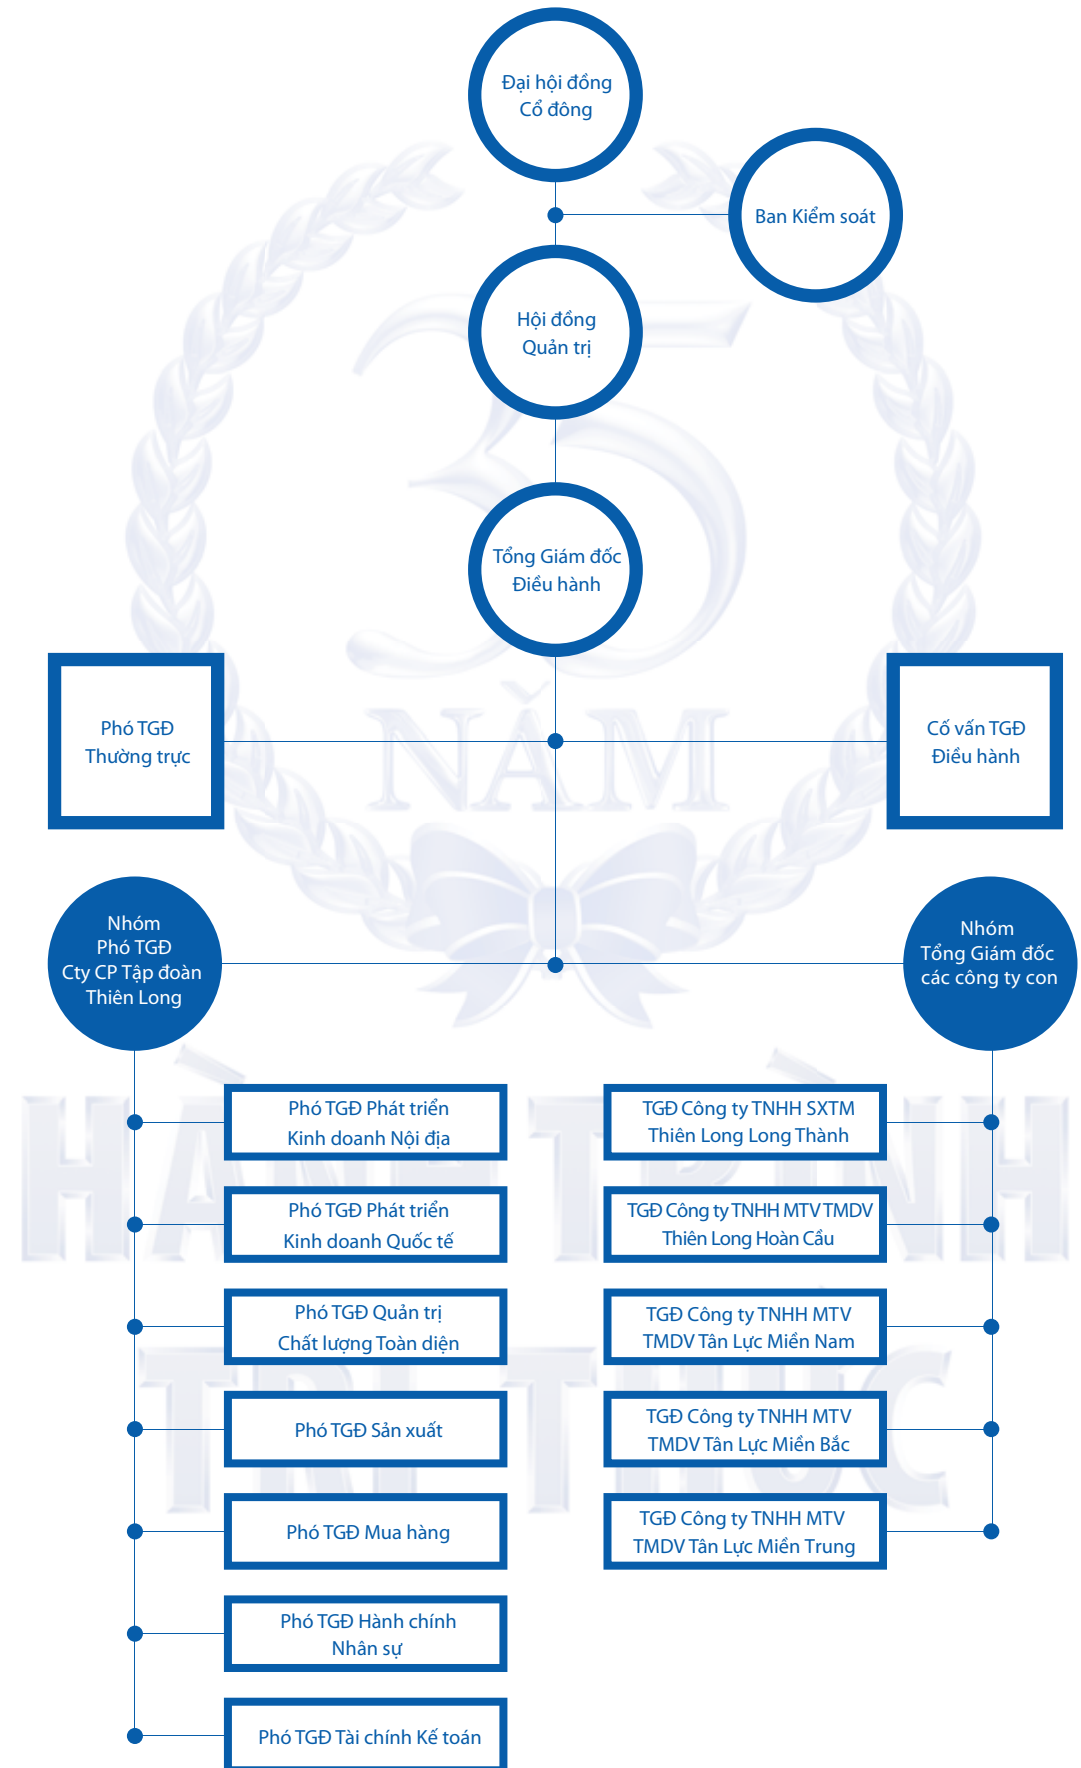 Đại hội đồng
Cổ đông
Ban Kiểm soát
Hội đồng
Quản trị
35
Tổng Giám đốc
Điều hành
NĂM
Phó TGĐ
Thường trực
Cố vấn TGĐ
Điều hành
Nhóm
Phó TGĐ
Cty CP Tập đoàn
Thiên Long
Nhóm
Tổng Giám đốc
các công ty con
HÀNH TRÌNH
TRI THỨC
Phó TGĐ Phát triển
Kinh doanh Nội địa
Phó TGĐ Phát triển
Kinh doanh Quốc tế
Phó TGĐ Quản trị
Chất lượng Toàn diện
Phó TGĐ Sản xuất
Phó TGĐ Mua hàng
Phó TGĐ Hành chính
Nhân sự
Phó TGĐ Tài chính Kế toán
TGĐ Công ty TNHH SXTM
Thiên Long Long Thành
TGĐ Công ty TNHH MTV TMDV
Thiên Long Hoàn Cầu
TGĐ Công ty TNHH MTV
TMDV Tân Lực Miền Nam
TGĐ Công ty TNHH MTV
TMDV Tân Lực Miền Bắc
TGĐ Công ty TNHH MTV
TMDV Tân Lực Miền Trung